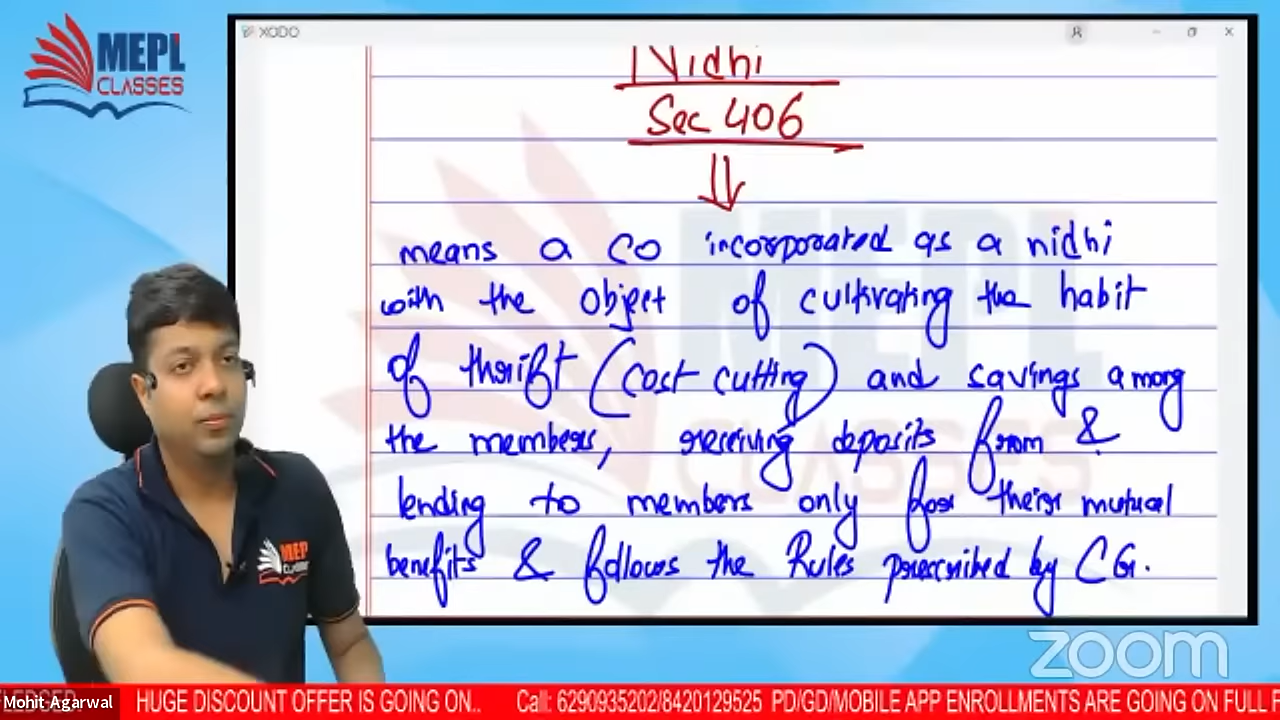 MEPL
CLASSES
XODO
Nidhi
Sec 406
means a CO incorporated as a nidhi
with the object of cultivating the habit
of thrift (cost cutting) and savings among
the members, receiving deposits from &
lending to members only for their mutual
benefits & follows the Rules prescribed by CG.
MEPL
CLASSES
zoom
Mohit-Agarwal
HUGE DISCOUNT OFFER IS GOING ON.. Call: 6290935202/8420129525 PD/GD/MOBILE APP ENROLLMENTS ARE GOING ON FULL